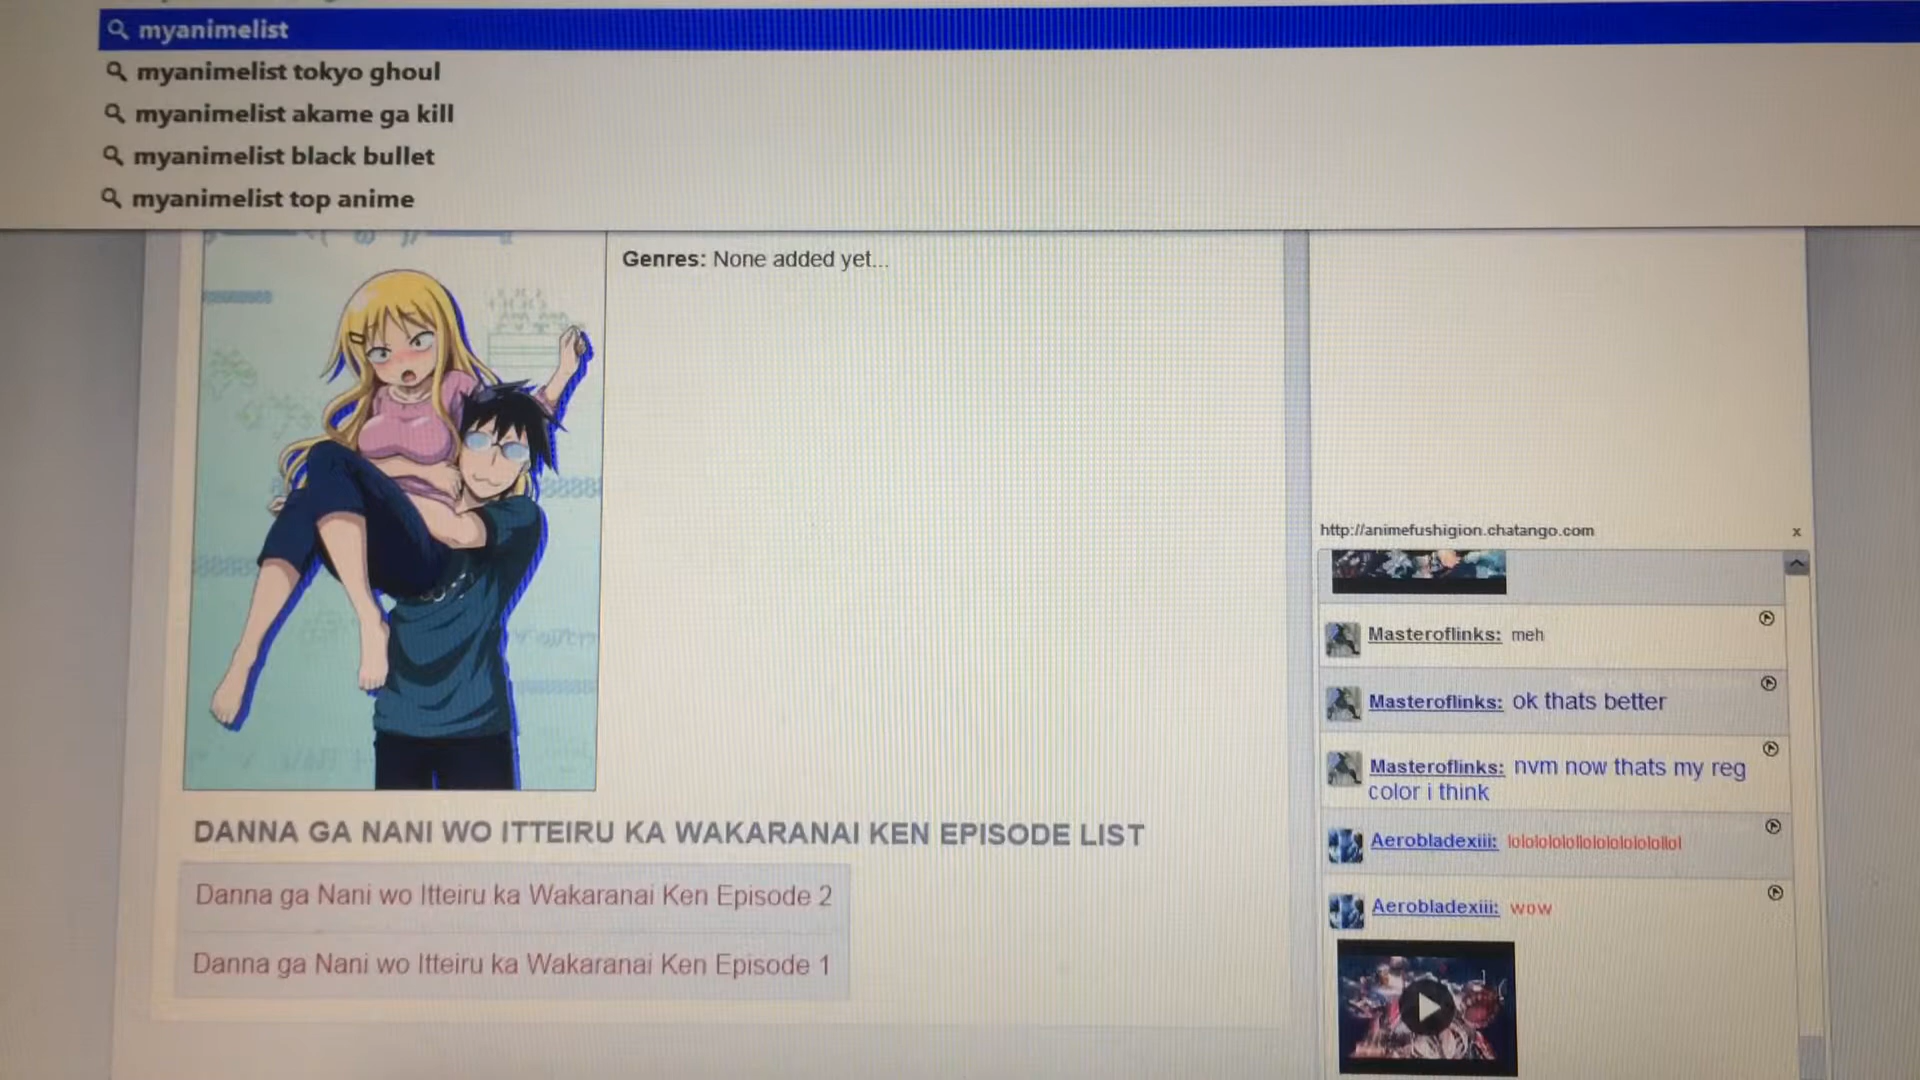 myanimelist
myanimelist tokyo ghoul
myanimelist akame ga kill
myanimelist black bullet
myanimelist top anime
Genres: None added yet...
DANNA GA NANI WO ITTEIRU KA WAKARANAI KEN EPISODE LIST
Danna ga Nani wo Itteiru ka Wakaranai Ken Episode 2
Danna ga Nani wo Itteiru ka Wakaranai Ken Episode 1
http://animefushigion.chatango.com x
Masteroflinks: meh
Masteroflinks: ok thats better
Masteroflinks: nvm now thats my reg
color i think
Aerobladexiii: lolololololl­olololololollol
Aerobladexiii: wow